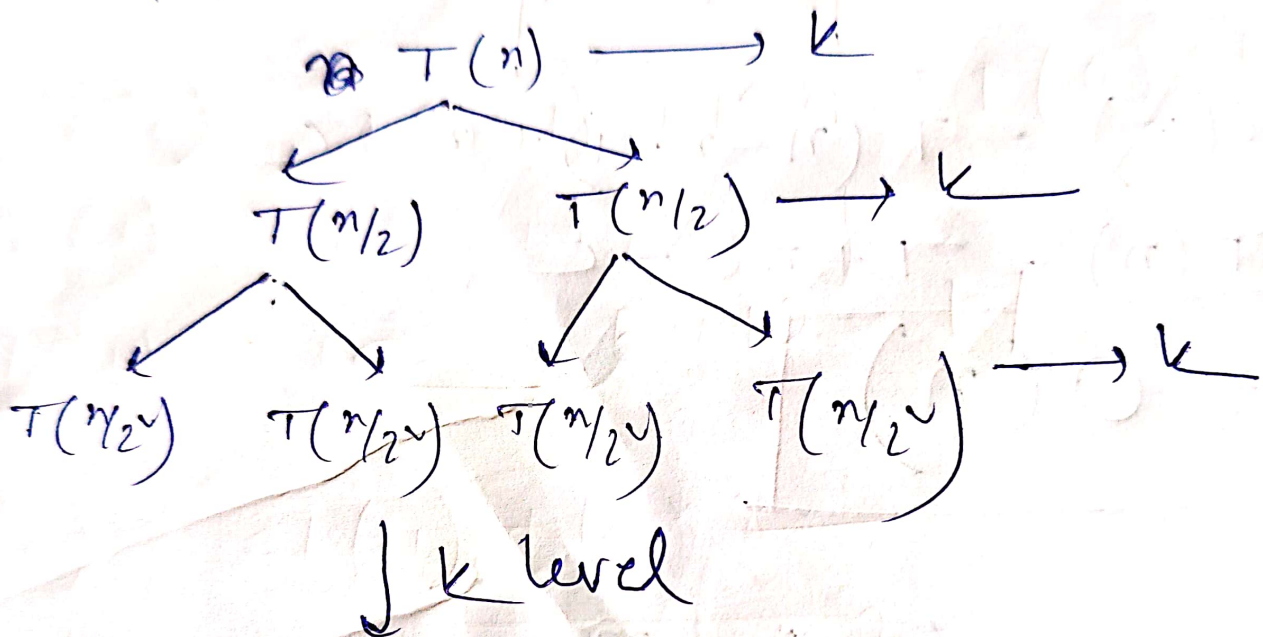 T(n) → k
T(n/2) T(n/2) → k
T(n/2²) T(n/2²) T(n/2²) T(n/2²) → k
↓ k level